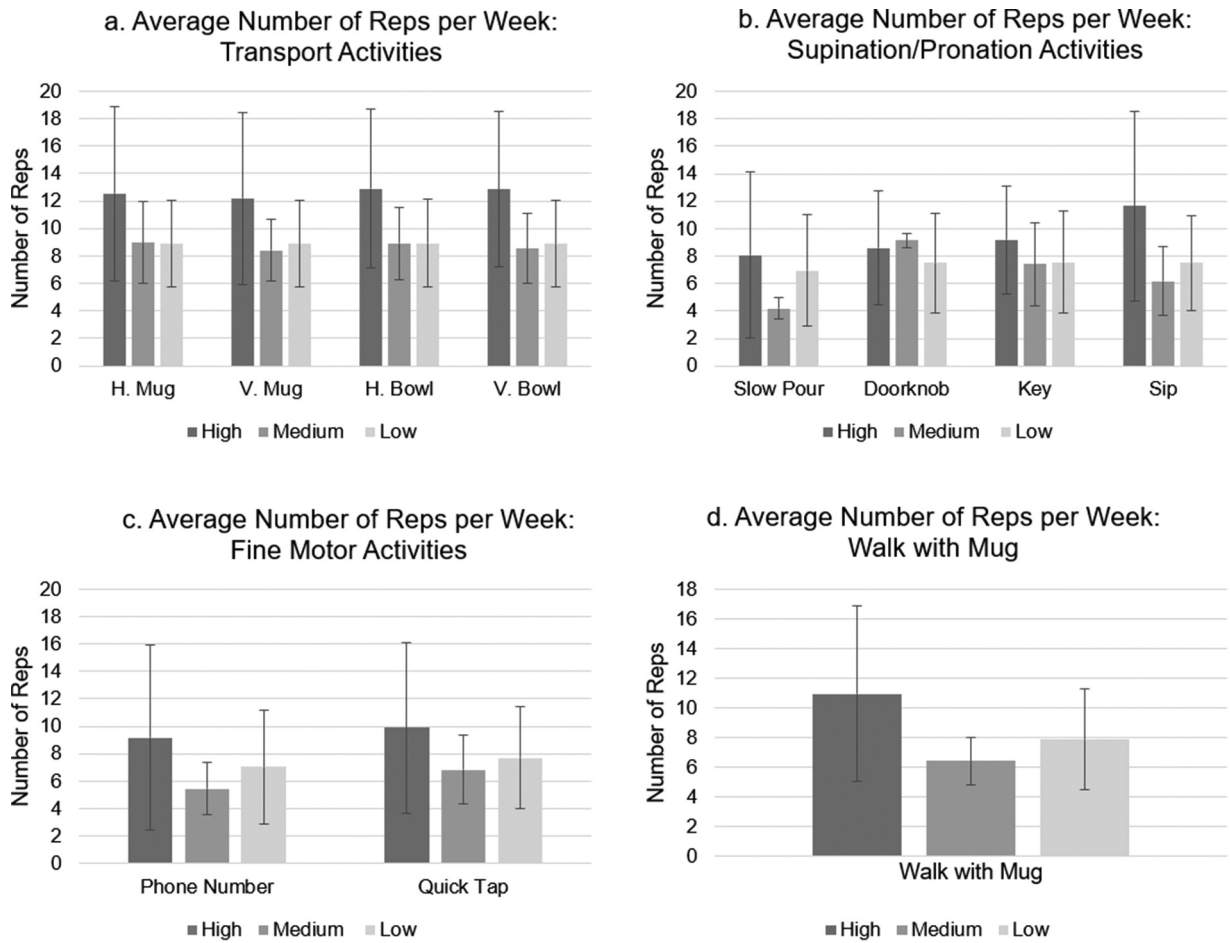 a. Average Number of Reps per Week:
Transport Activities
Number of Reps
20
18
16
14
12
10
8
6
4
2
0
H. Mug V. Mug H. Bowl V. Bowl
High Medium Low
b. Average Number of Reps per Week:
Supination/Pronation Activities
Number of Reps
20
18
16
14
12
10
8
6
4
2
0
Slow Pour Doorknob Key Sip
High Medium Low
c. Average Number of Reps per Week:
Fine Motor Activities
Number of Reps
20
18
16
14
12
10
8
6
4
2
0
Phone Number Quick Tap
High Medium Low
d. Average Number of Reps per Week:
Walk with Mug
Number of Reps
18
16
14
12
10
8
6
4
2
0
Walk with Mug
High Medium Low